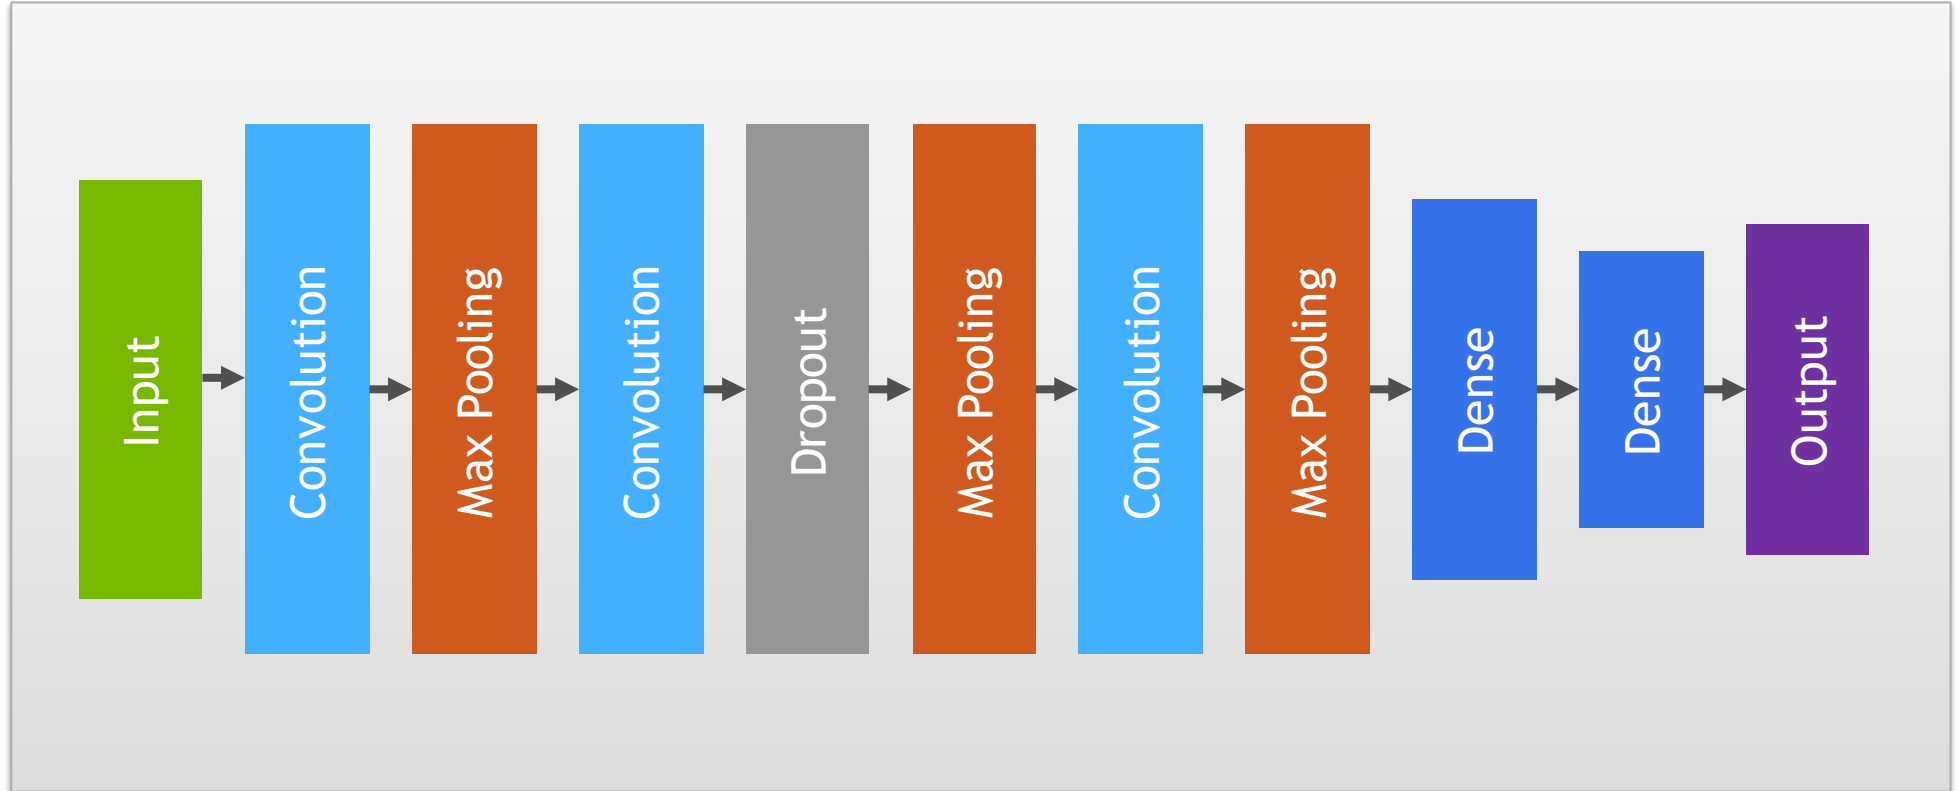 Input
Convolution
Max Pooling
Convolution
Dropout
Max Pooling
Convolution
Max Pooling
Dense
Dense
Output